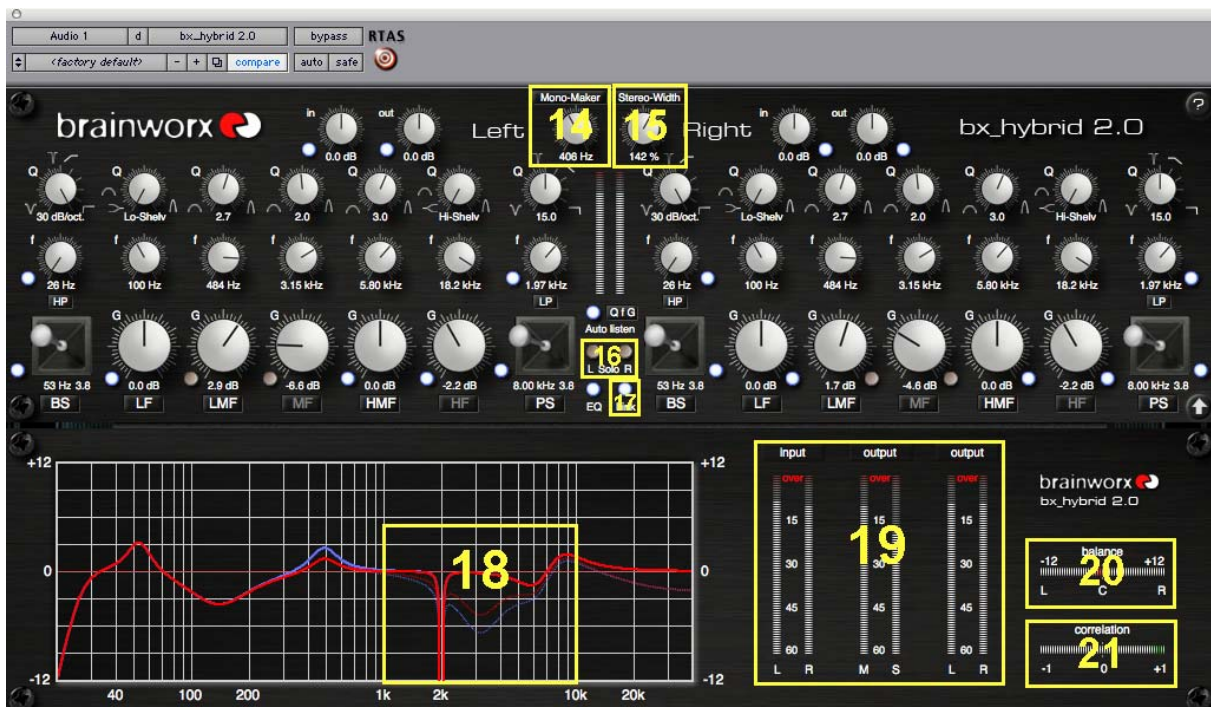 Audio 1 d bx_hybrid 2.0 bypass RTAS
<factory default> - + compare auto safe
Mono-Maker Stereo-Width
brainworx in out Left 14 15 Right in out bx_hybrid 2.0 ?
0.0 dB 0.0 dB 406 Hz 142 % 0.0 dB 0.0 dB
Q Q Q Q Q Q Q Q Q Q Q Q
30 dB/oct. Lo-Shelv 2.7 2.0 3.0 Hi-Shelv 15.0 30 dB/oct. Lo-Shelv 2.7 2.0 3.0 Hi-Shelv 15.0
f f f f f f f f f f f f f f
26 Hz 100 Hz 484 Hz 3.15 kHz 5.80 kHz 18.2 kHz 1.97 kHz 26 Hz 100 Hz 484 Hz 3.15 kHz 5.80 kHz 18.2 kHz 1.97 kHz
HP LP HP LP
G G G G G Q f G G G G G G
Auto listen
16
L Solo R
53 Hz 3.8 0.0 dB 2.9 dB -6.6 dB 0.0 dB -2.2 dB 8.00 kHz 3.8 53 Hz 3.8 0.0 dB 1.7 dB -4.6 dB 0.0 dB -2.2 dB 8.00 kHz 3.8
BS LF LMF MF HMF HF PS EQ 17 BS LF LMF MF HMF HF PS
+12 +12
0 0
-12 -12
40 100 200 1k 2k 10k 20k
18
Input output output
over over over
15 15 15
19
30 30 30
45 45 45
60 60 60
L R M S L R
brainworx
bx_hybrid 2.0
balance
-12 20 +12
L C R
correlation
21
-1 0 +1